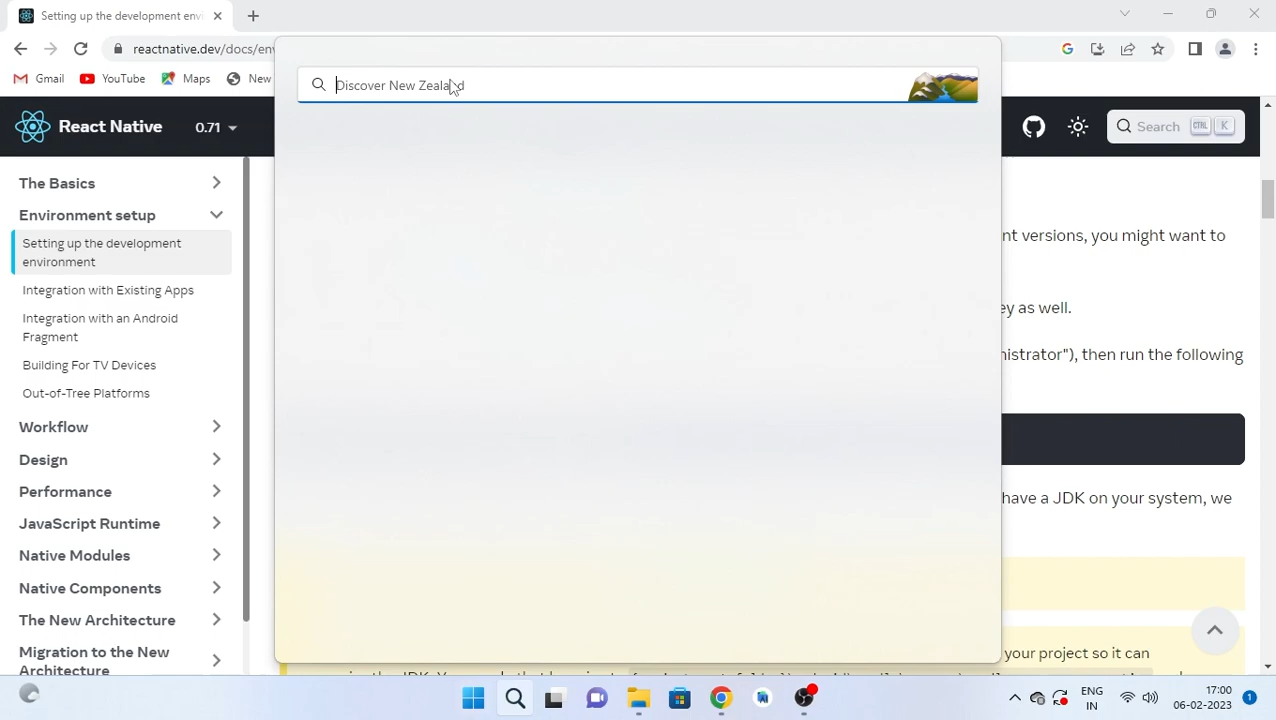 Setting up the development envi
reactnative.dev/docs/env
Gmail
YouTube
Maps
New
Discover New Zealand
React Native
0.71
Search
CTRL
K
The Basics
Environment setup
Setting up the development
environment
Integration with Existing Apps
Integration with an Android
Fragment
Building For TV Devices
Out-of-Tree Platforms
Workflow
Design
Performance
JavaScript Runtime
Native Modules
Native Components
The New Architecture
Migration to the New
Architecture
nt versions, you might want to
ey as well.
nistrator"), then run the following
have a JDK on your system, we
your project so it can
ENG
IN
17:00
06-02-2023
1